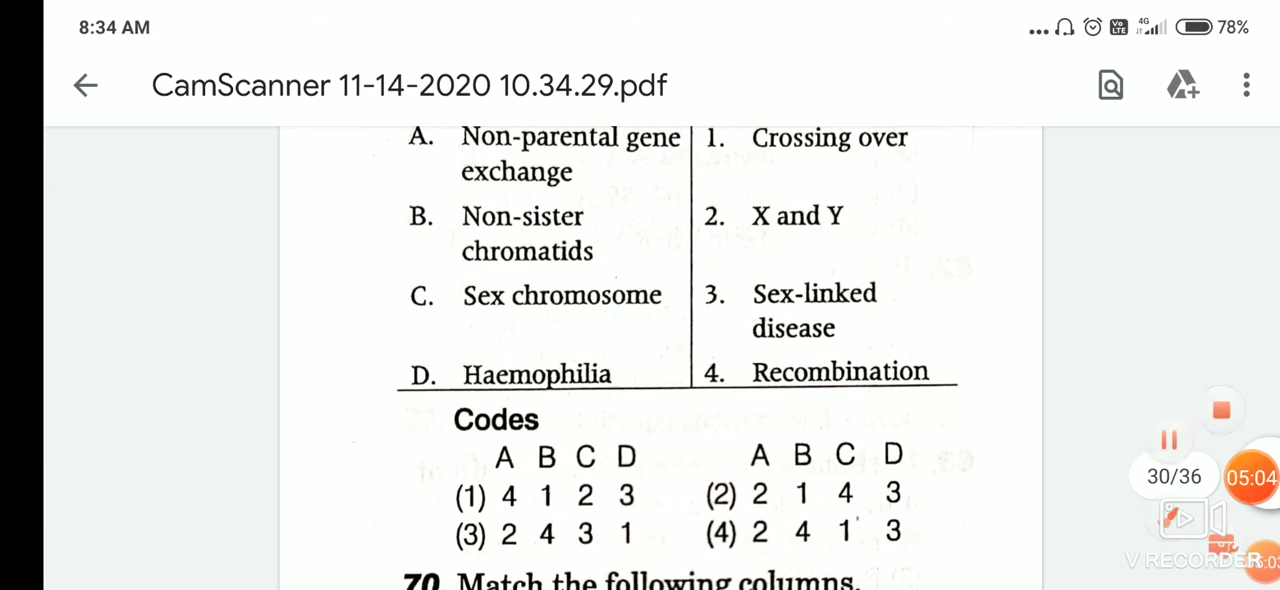 8:34 AM
4G
Vo
LTE
78%
CamScanner 11-14-2020 10.34.29.pdf
A. Non-parental gene 1. Crossing over
exchange
B. Non-sister 2. X and Y
chromatids
C. Sex chromosome 3. Sex-linked
disease
D. Haemophilia 4. Recombination
Codes
A B C D A B C D
(1) 4 1 2 3 (2) 2 1 4 3
(3) 2 4 3 1 (4) 2 4 1 3
70 Match the following columns.
30/36
05:04
V RECORDER